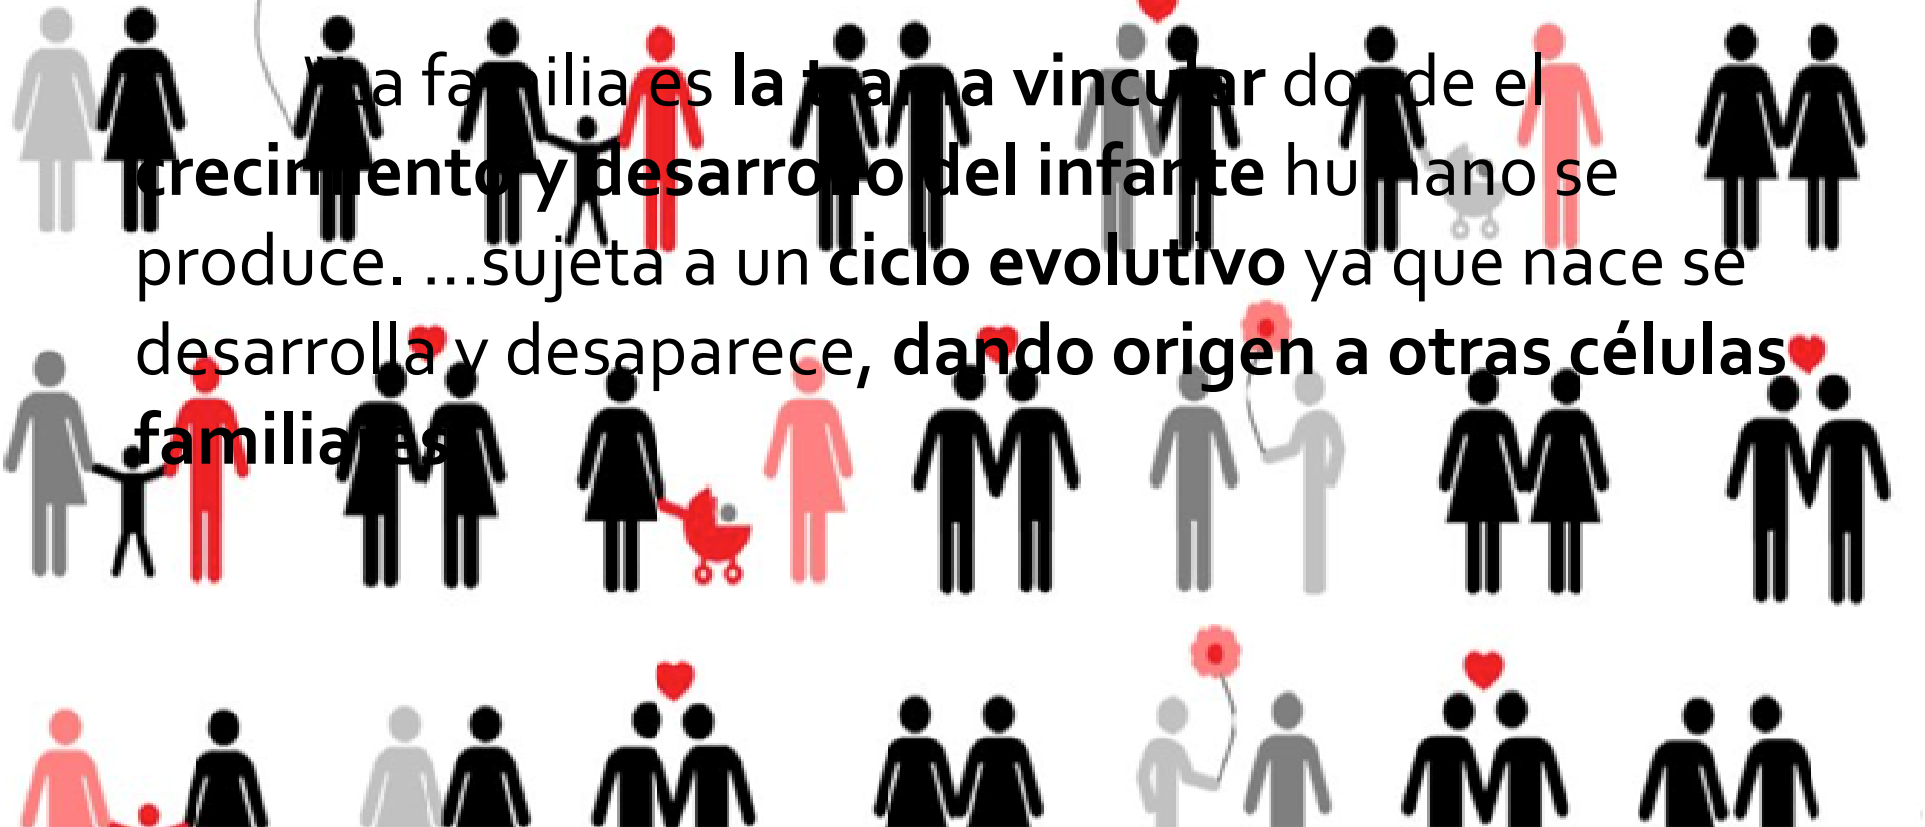 "La familia es la trama vincular donde el
crecimiento y desarrollo del infante humano se
produce. ...sujeta a un ciclo evolutivo ya que nace se
desarrolla y desaparece, dando origen a otras células
familiares